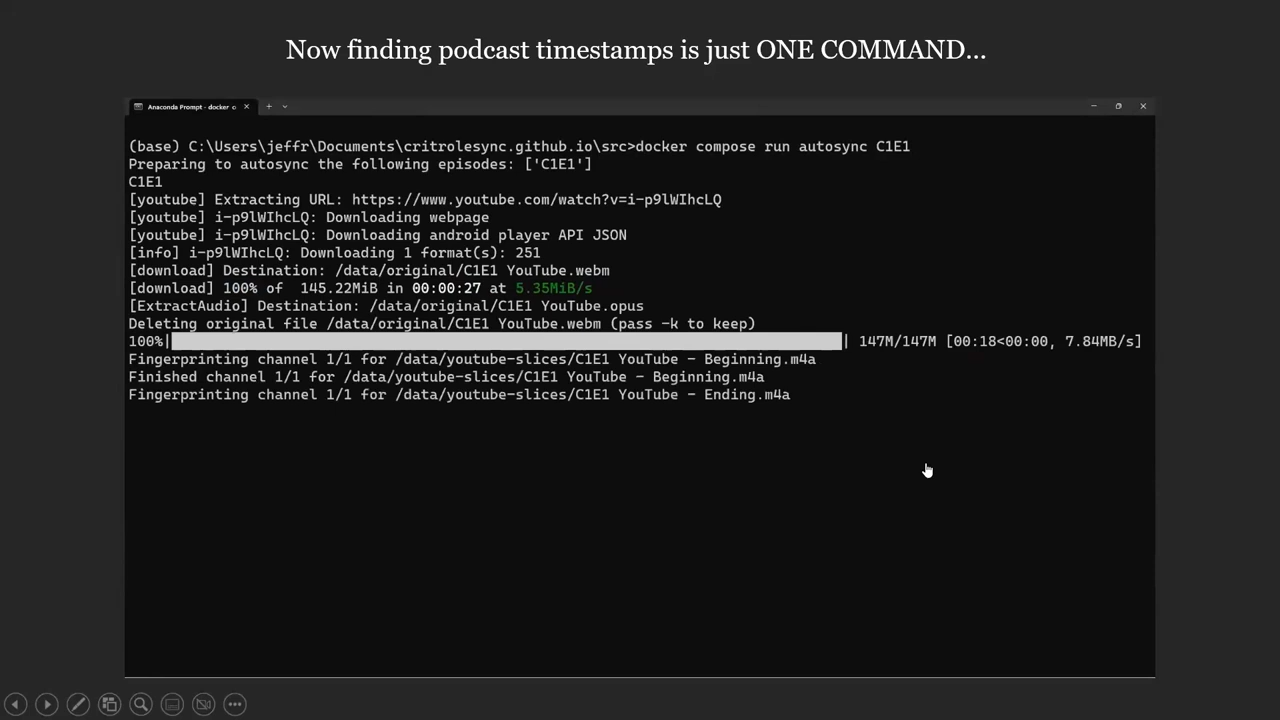 Now finding podcast timestamps is just ONE COMMAND...
Anaconda Prompt - docker c
(base) C:\Users\jeffr\Documents\critrolesync.github.io\src>docker compose run autosync C1E1
Preparing to autosync the following episodes: ['C1E1']
C1E1
[youtube] Extracting URL: https://www.youtube.com/watch?v=i-p9lWIhcLQ
[youtube] i-p9lWIhcLQ: Downloading webpage
[youtube] i-p9lWIhcLQ: Downloading android player API JSON
[info] i-p9lWIhcLQ: Downloading 1 format(s): 251
[download] Destination: /data/original/C1E1 YouTube.webm
[download] 100% of  145.22MiB in 00:00:27 at 5.35MiB/s
[ExtractAudio] Destination: /data/original/C1E1 YouTube.opus
Deleting original file /data/original/C1E1 YouTube.webm (pass -k to keep)
100%| | 147M/147M [00:18<00:00, 7.84MB/s]
Fingerprinting channel 1/1 for /data/youtube-slices/C1E1 YouTube - Beginning.m4a
Finished channel 1/1 for /data/youtube-slices/C1E1 YouTube - Beginning.m4a
Fingerprinting channel 1/1 for /data/youtube-slices/C1E1 YouTube - Ending.m4a